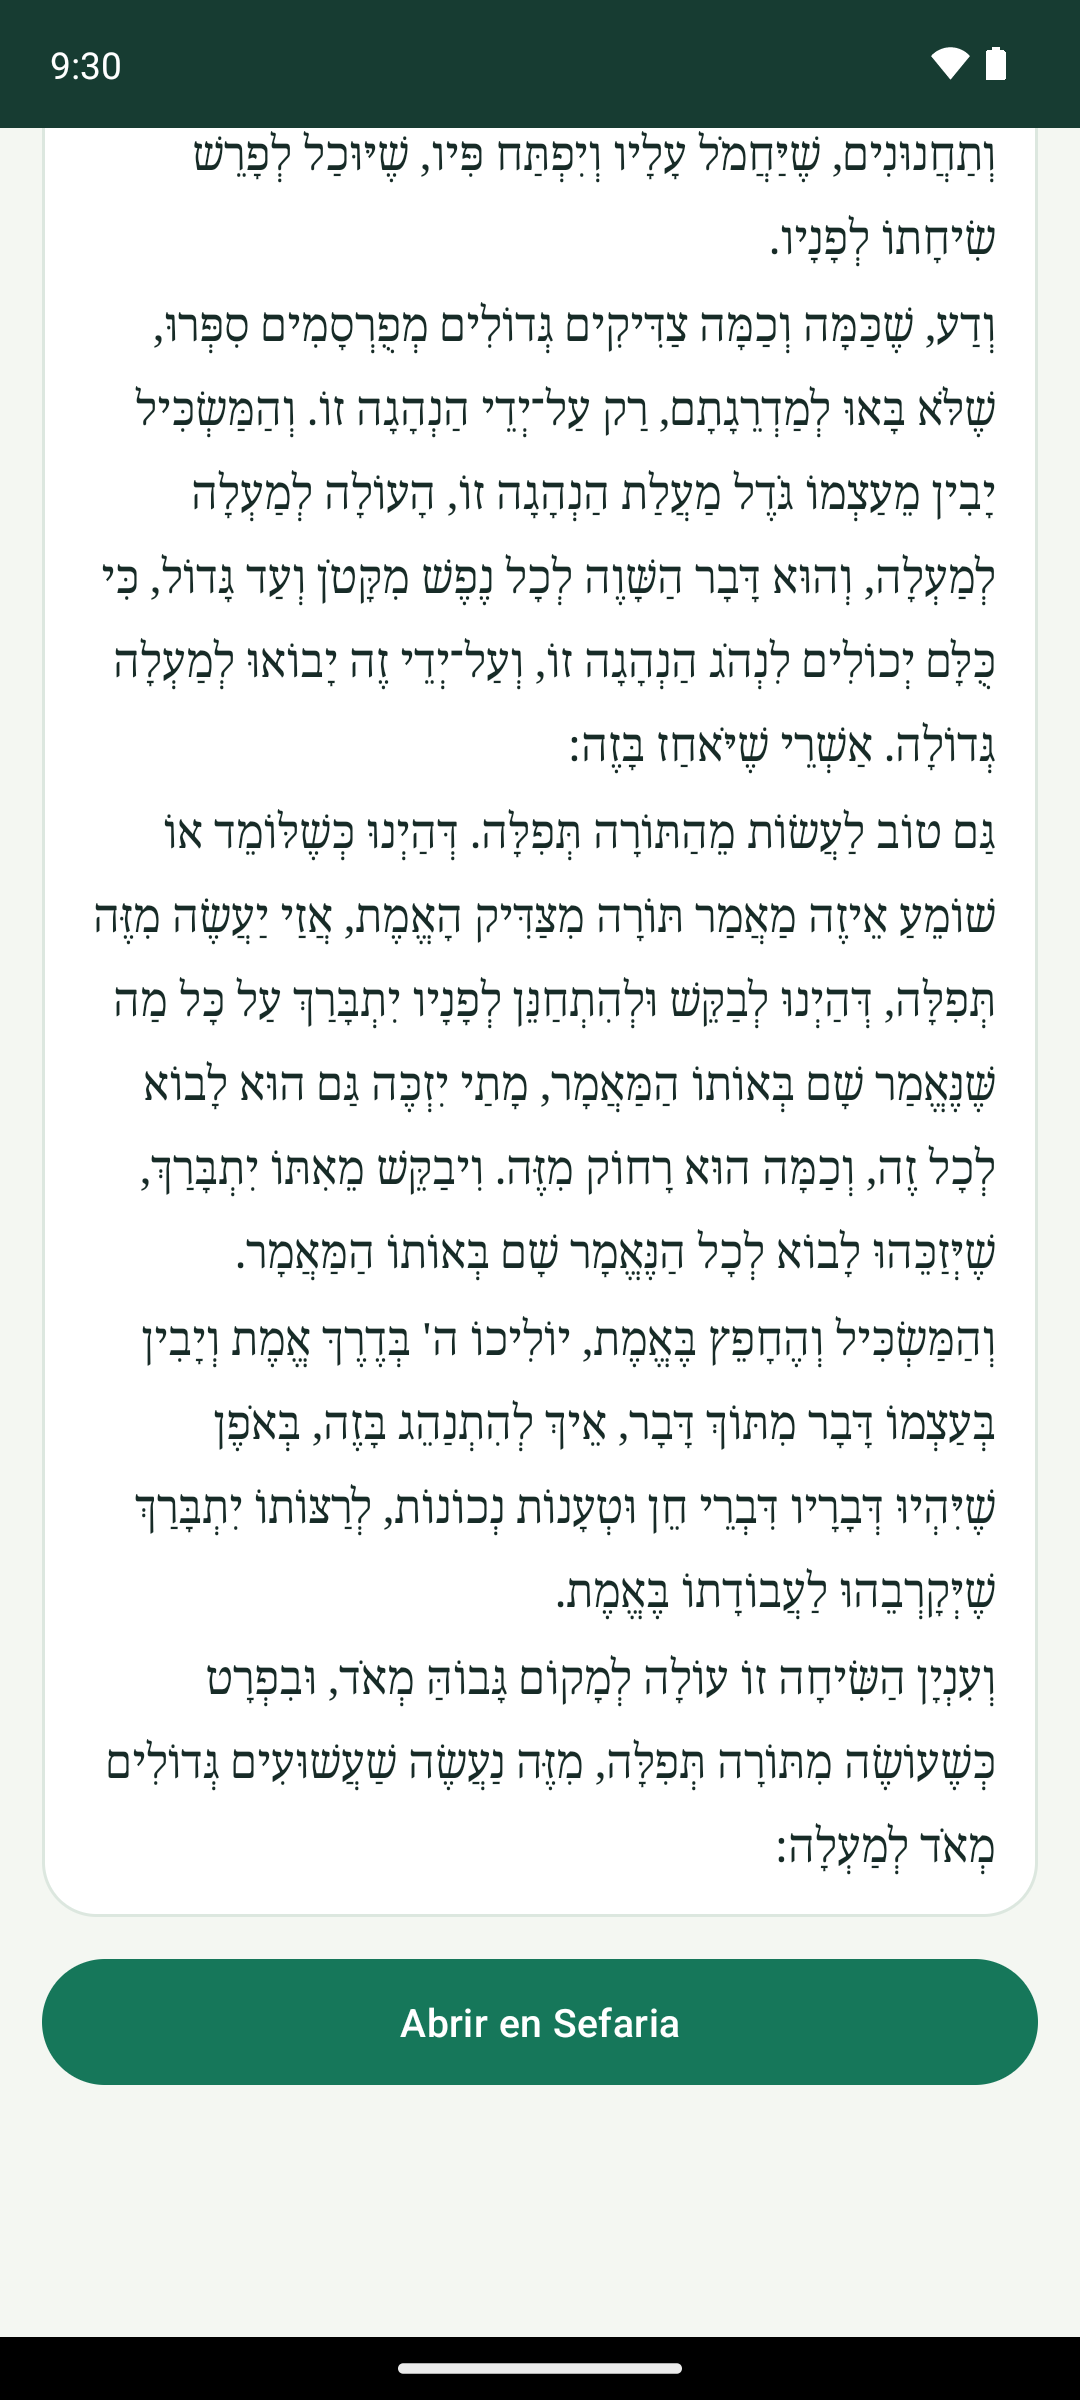 9:30
וְתַחֲנוּנִים, שֶׁיַּחֲמֹל עָלָיו וְיִפְתַּח פִּיו, שֶׁיּוּכַל לְפָרֵשׁ
שִׂיחָתוֹ לְפָנָיו.
וְדַע, שֶׁכַּמָּה וְכַמָּה צַדִּיקִים גְּדוֹלִים מְפֻרְסָמִים סִפְּרוּ,
שֶׁלֹּא בָּאוּ לְמַדְרֵגָתָם, רַק עַל־יְדֵי הַנְהָגָה זוֹ. וְהַמַּשְׂכִּיל
יָבִין מֵעַצְמוֹ גֹּדֶל מַעֲלַת הַנְהָגָה זוֹ, הָעוֹלָה לְמַעְלָה
לְמַעְלָה, וְהוּא דָּבָר הַשָּׁוֶה לְכָל נֶפֶשׁ מִקָּטֹן וְעַד גָּדוֹל, כִּי
כֻּלָּם יְכוֹלִים לִנְהֹג הַנְהָגָה זוֹ, וְעַל־יְדֵי זֶה יָבוֹאוּ לְמַעְלָה
גְּדוֹלָה. אַשְׁרֵי שֶׁיֹּאחַז בָּזֶה:
גַּם טוֹב לַעֲשׂוֹת מֵהַתּוֹרָה תְּפִלָּה. דְּהַיְנוּ כְּשֶׁלּוֹמֵד אוֹ
שׁוֹמֵעַ אֵיזֶה מַאֲמַר תּוֹרָה מִצַּדִּיק הָאֱמֶת, אֲזַי יַעֲשֶׂה מִזֶּה
תְּפִלָּה, דְּהַיְנוּ לְבַקֵּשׁ וּלְהִתְחַנֵּן לְפָנָיו יִתְבָּרַךְ עַל כָּל מַה
שֶּׁנֶּאֱמַר שָׁם בְּאוֹתוֹ הַמַּאֲמָר, מָתַי יִזְכֶּה גַּם הוּא לָבוֹא
לְכָל זֶה, וְכַמָּה הוּא רָחוֹק מִזֶּה. וִיבַקֵּשׁ מֵאִתּוֹ יִתְבָּרַךְ,
שֶׁיְּזַכֵּהוּ לָבוֹא לְכָל הַנֶּאֱמָר שָׁם בְּאוֹתוֹ הַמַּאֲמָר.
וְהַמַּשְׂכִּיל וְהֶחָפֵץ בֶּאֱמֶת, יוֹלִיכוֹ ה' בְּדֶרֶךְ אֱמֶת וְיָבִין
בְּעַצְמוֹ דָּבָר מִתּוֹךְ דָּבָר, אֵיךְ לְהִתְנַהֵג בָּזֶה, בְּאֹפֶן
שֶׁיִּהְיוּ דְּבָרָיו דִּבְרֵי חֵן וּטְעָנוֹת נְכוֹנוֹת, לְרַצּוֹתוֹ יִתְבָּרַךְ
שֶׁיְּקָרְבֵהוּ לַעֲבוֹדָתוֹ בֶּאֱמֶת.
וְעִנְיָן הַשִּׂיחָה זוֹ עוֹלָה לְמָקוֹם גָּבוֹהַּ מְאֹד, וּבִפְרָט
כְּשֶׁעוֹשֶׂה מִתּוֹרָה תְּפִלָּה, מִזֶּה נַעֲשֶׂה שַׁעֲשׁוּעִים גְּדוֹלִים
מְאֹד לְמַעְלָה:
Abrir en Sefaria